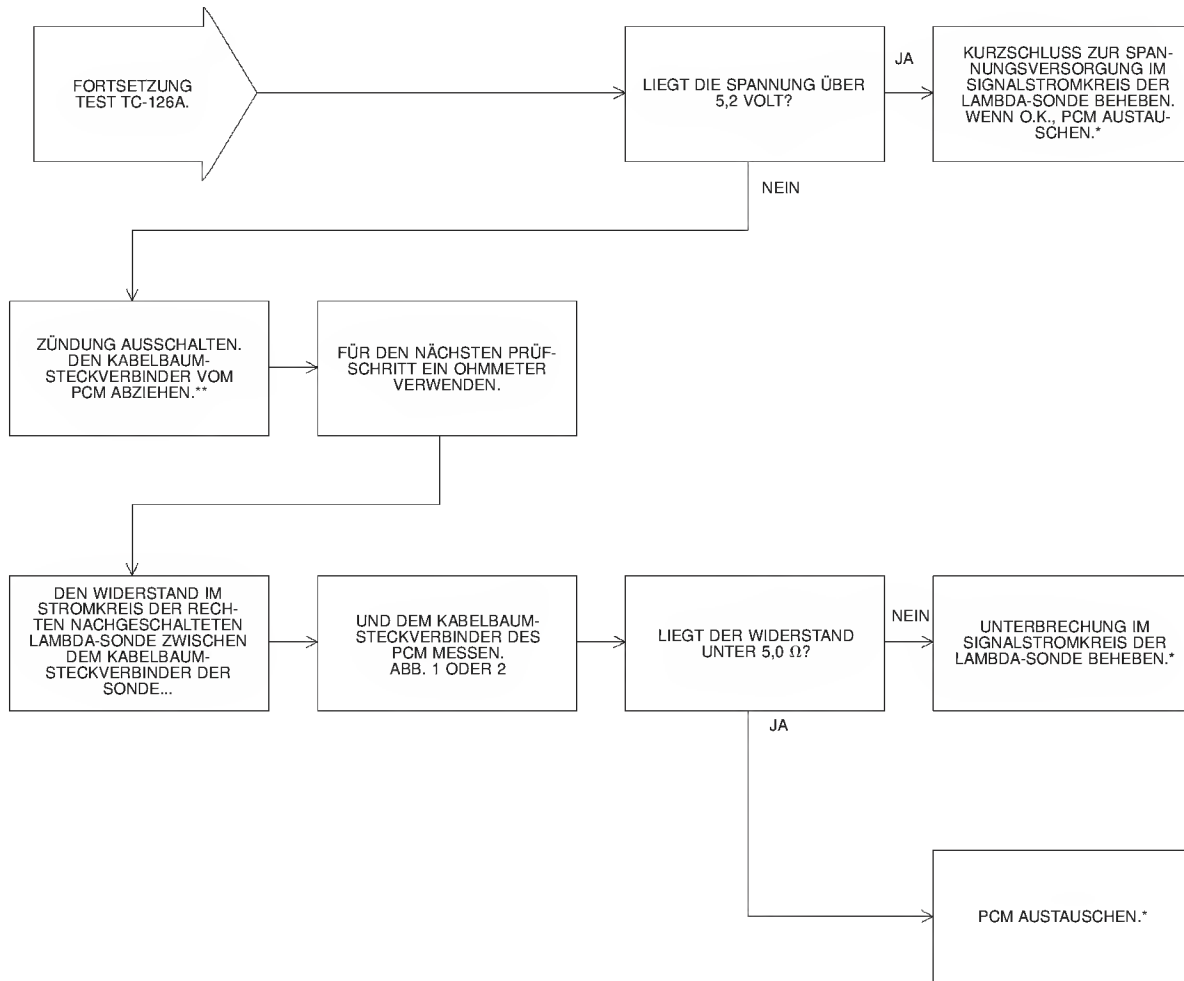 FORTSETZUNG
TEST TC-126A.
LIEGT DIE SPANNUNG ÜBER
5,2 VOLT?
JA
KURZSCHLUSS ZUR SPAN-
NUNGSVERSORGUNG IM
SIGNALSTROMKREIS DER
LAMBDA-SONDE BEHEBEN.
WENN O.K., PCM AUSTAU-
SCHEN.*
NEIN
ZÜNDUNG AUSSCHALTEN.
DEN KABELBAUM-
STECKVERBINDER VOM
PCM ABZIEHEN.**
FÜR DEN NÄCHSTEN PRÜF-
SCHRITT EIN OHMMETER
VERWENDEN.
DEN WIDERSTAND IM
STROMKREIS DER RECH-
TEN NACHGESCHALTETEN
LAMBDA-SONDE ZWISCHEN
DEM KABELBAUM-
STECKVERBINDER DER
SONDE...
UND DEM KABELBAUM-
STECKVERBINDER DES
PCM MESSEN.
ABB. 1 ODER 2
LIEGT DER WIDERSTAND
UNTER 5,0 Ω?
NEIN
UNTERBRECHUNG IM
SIGNALSTROMKREIS DER
LAMBDA-SONDE BEHEBEN.*
JA
PCM AUSTAUSCHEN.*